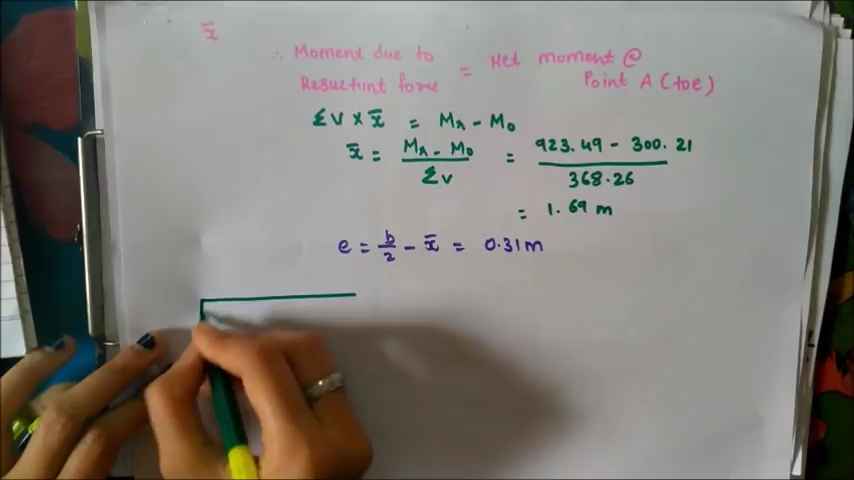 x̄
∴ Moment due to = Net moment @
Resultint force Point A (toe)
ΣV × x̄ = MR - Mo
x̄ = MR - Mo / ΣV = 923.49 - 300.21 / 368.26
= 1.69 m
e = b/2 - x̄ = 0.31m